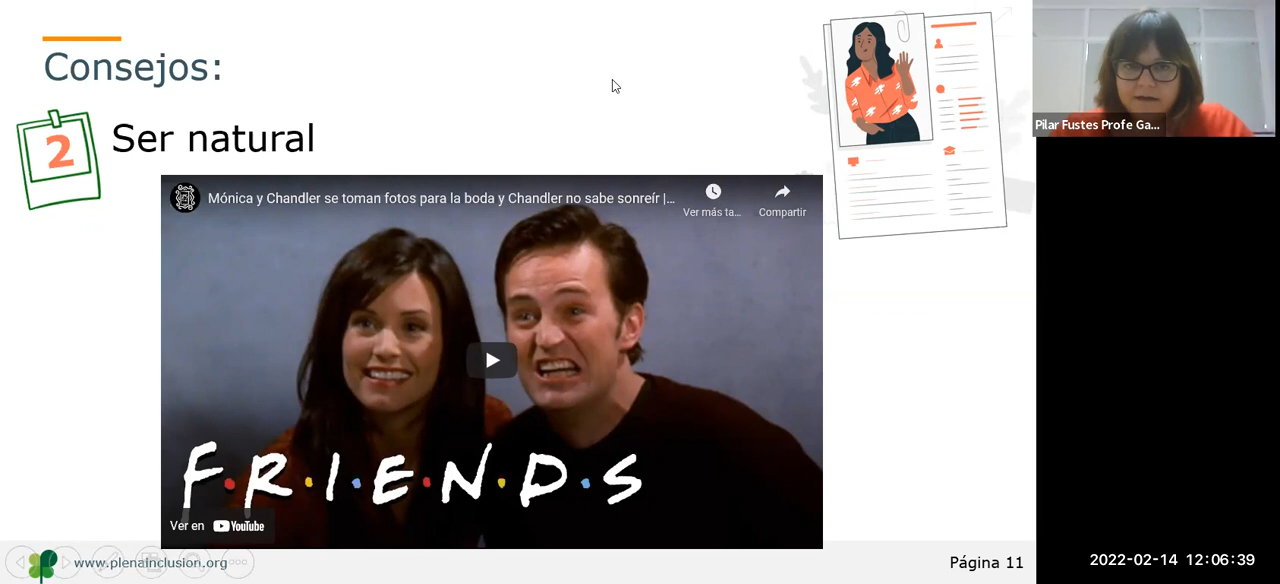 Consejos:
2
Ser natural
Mónica y Chandler se toman fotos para la boda y Chandler no sabe sonreír |...
Ver más ta...
Compartir
F·R·I·E·N·D·S
Ver en YouTube
www.plenainclusion.org
Página 11
Pilar Fustes Profe Ga...
2022-02-14 12:06:39